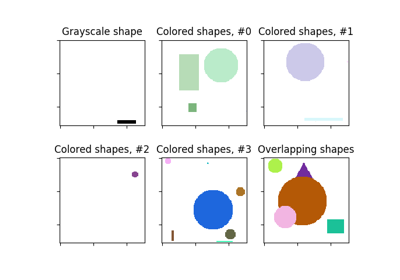 Grayscale shape
Colored shapes, #0
Colored shapes, #1
Colored shapes, #2
Colored shapes, #3
Overlapping shapes